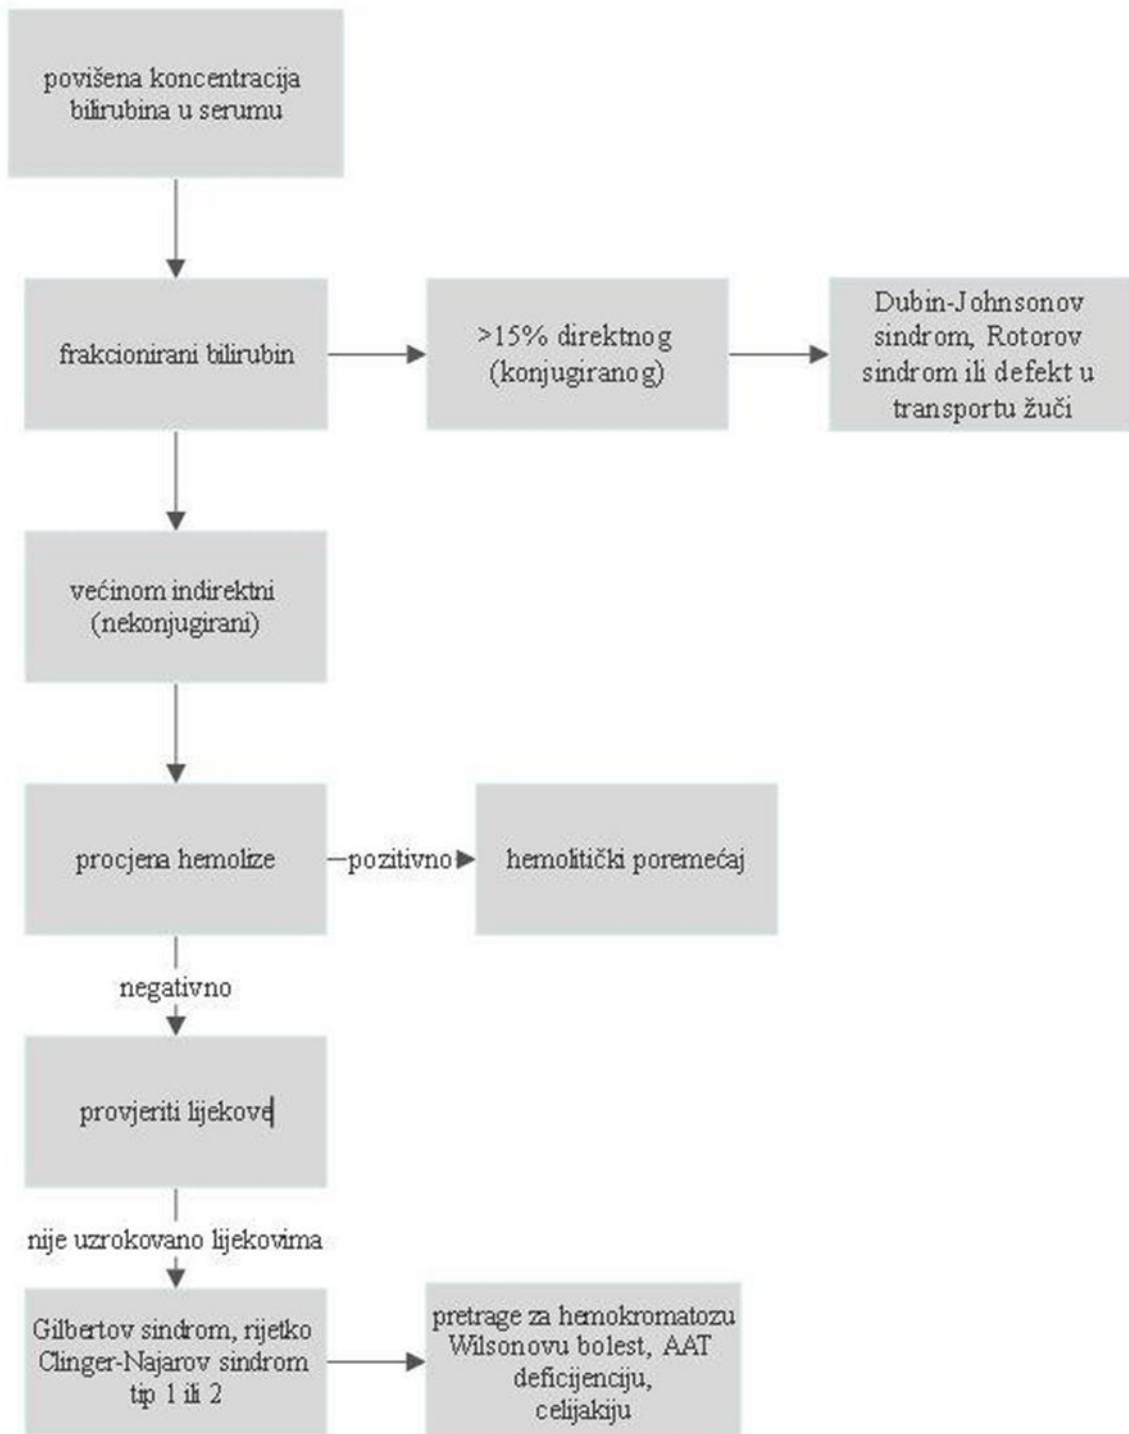 povišena koncentracija
bilirubina u serumu
frakcionirani bilirubin
>15% direktnog
(konjugiranog)
Dubin-Johnsonov
sindrom, Rotorov
sindrom ili defekt u
transportu žuči
većinom indirektni
(nekonjugirani)
procjena hemolize
pozitivno
hemolitički poremećaj
negativno
provjeriti lijekove
nije uzrokovano lijekovima
Gilbertov sindrom, rijetko
Clinger-Najarov sindrom
tip 1 ili 2
pretrage za hemokromatozu
Wilsonovu bolest, AAT
deficijenciju,
celijakiju